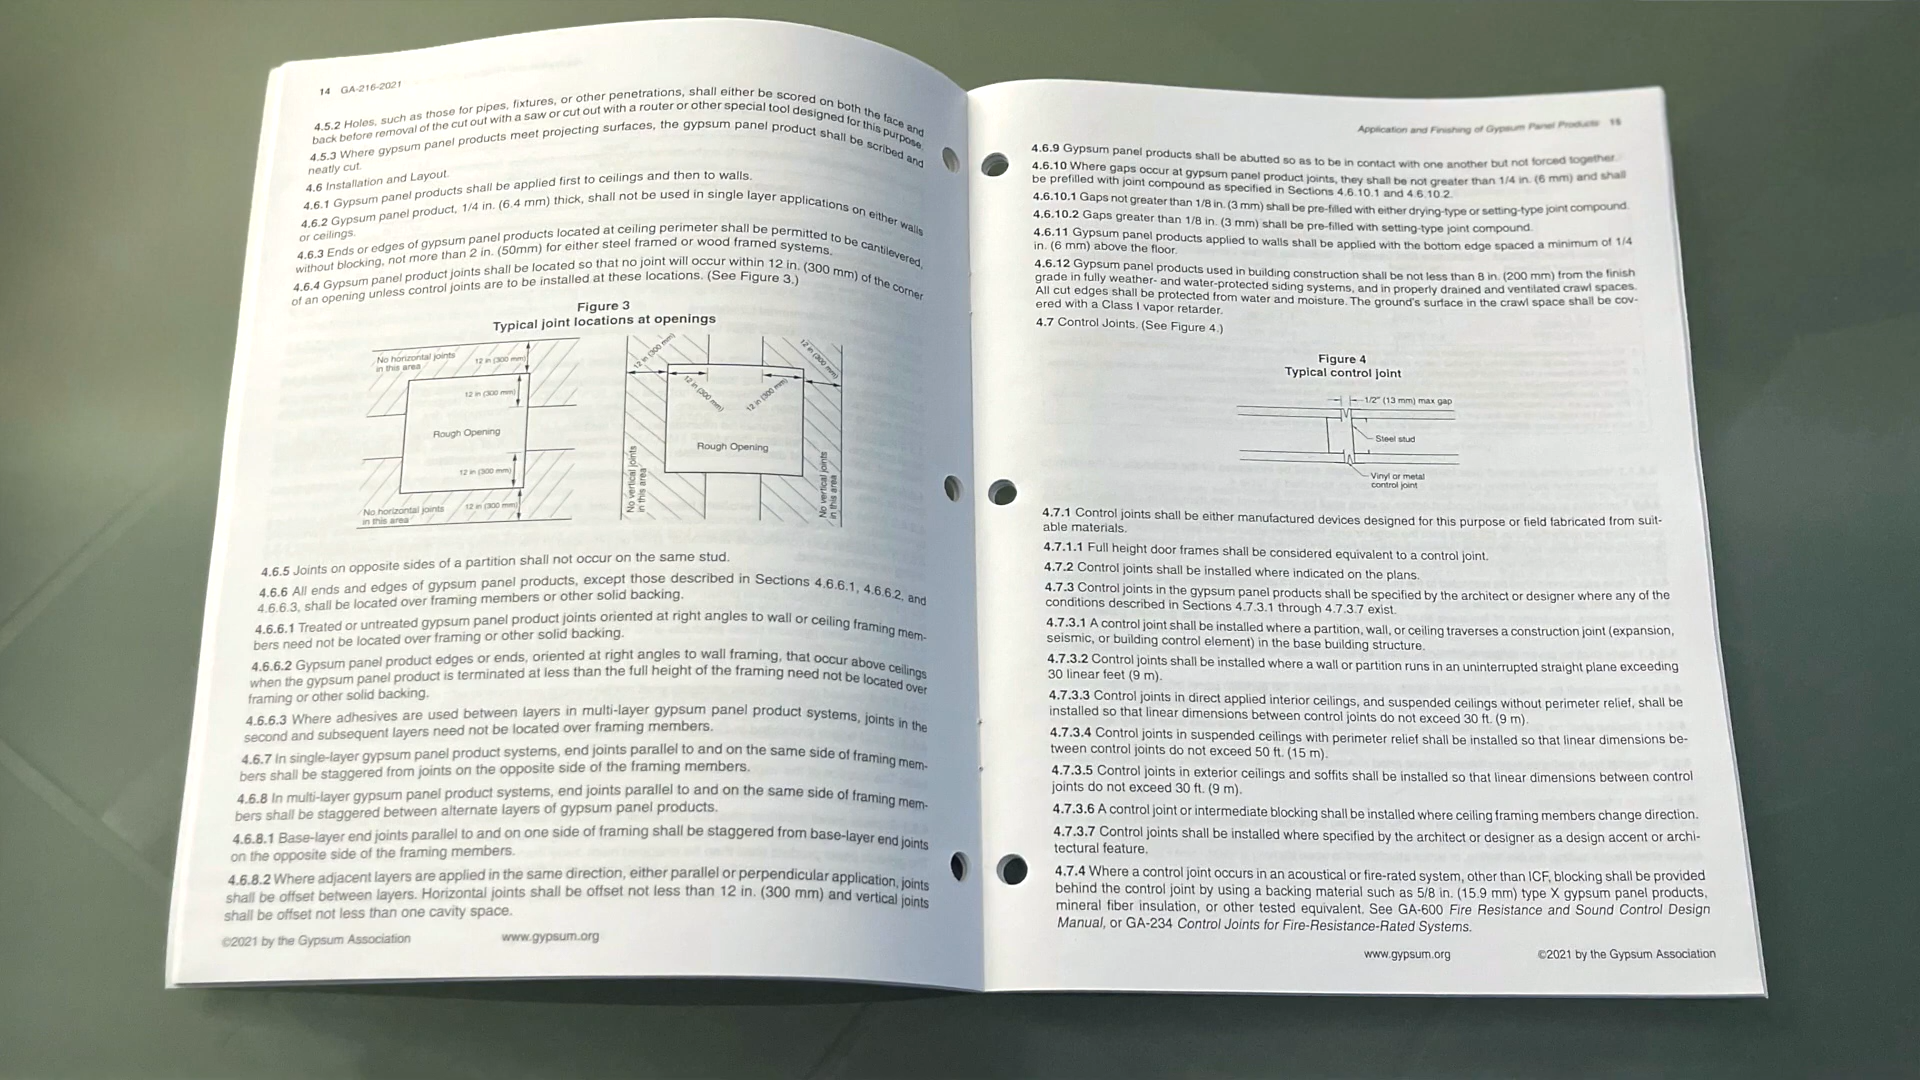 14 GA-216-2021
4.5.2 Holes, such as those for pipes, fixtures, or other penetrations, shall either be scored on both the face and
back before removal of the cut out with a saw or cut out with a router or other special tool designed for this purpose.
4.5.3 Where gypsum panel products meet projecting surfaces, the gypsum panel product shall be scribed and
neatly cut.
4.6 Installation and Layout.
4.6.1 Gypsum panel products shall be applied first to ceilings and then to walls.
4.6.2 Gypsum panel product, 1/4 in. (6.4 mm) thick, shall not be used in single layer applications on either walls
or ceilings.
4.6.3 Ends or edges of gypsum panel products located at ceiling perimeter shall be permitted to be cantilevered,
without blocking, not more than 2 in. (50mm) for either steel framed or wood framed systems.
4.6.4 Gypsum panel product joints shall be located so that no joint will occur within 12 in. (300 mm) of the corner
of an opening unless control joints are to be installed at these locations. (See Figure 3.)
Figure 3
Typical joint locations at openings
No horizontal joints
in this area
12 in (300 mm)
12 in (300 mm)
Rough Opening
12 in (300 mm)
No horizontal joints
in this area
12 in (300 mm)
12 in (300 mm)
12 in (300 mm)
12 in (300 mm)
12 in (300 mm)
Rough Opening
No vertical joints
in this area
No vertical joints
in this area
4.6.5 Joints on opposite sides of a partition shall not occur on the same stud.
4.6.6 All ends and edges of gypsum panel products, except those described in Sections 4.6.6.1, 4.6.6.2, and
4.6.6.3, shall be located over framing members or other solid backing.
4.6.6.1 Treated or untreated gypsum panel product joints oriented at right angles to wall or ceiling framing mem-
bers need not be located over framing or other solid backing.
4.6.6.2 Gypsum panel product edges or ends, oriented at right angles to wall framing, that occur above ceilings
when the gypsum panel product is terminated at less than the full height of the framing need not be located over
framing or other solid backing.
4.6.6.3 Where adhesives are used between layers in multi-layer gypsum panel product systems, joints in the
second and subsequent layers need not be located over framing members.
4.6.7 In single-layer gypsum panel product systems, end joints parallel to and on the same side of framing mem-
bers shall be staggered from joints on the opposite side of the framing members.
4.6.8 In multi-layer gypsum panel product systems, end joints parallel to and on the same side of framing mem-
bers shall be staggered between alternate layers of gypsum panel products.
4.6.8.1 Base-layer end joints parallel to and on one side of framing shall be staggered from base-layer end joints
on the opposite side of the framing members.
4.6.8.2 Where adjacent layers are applied in the same direction, either parallel or perpendicular application, joints
shall be offset between layers. Horizontal joints shall be offset not less than 12 in. (300 mm) and vertical joints
shall be offset not less than one cavity space.
©2021 by the Gypsum Association www.gypsum.org
Application and Finishing of Gypsum Panel Products 15
4.6.9 Gypsum panel products shall be abutted so as to be in contact with one another but not forced together.
4.6.10 Where gaps occur at gypsum panel product joints, they shall be not greater than 1/4 in. (6 mm) and shall
be prefilled with joint compound as specified in Sections 4.6.10.1 and 4.6.10.2.
4.6.10.1 Gaps not greater than 1/8 in. (3 mm) shall be pre-filled with either drying-type or setting-type joint compound.
4.6.10.2 Gaps greater than 1/8 in. (3 mm) shall be pre-filled with setting-type joint compound.
4.6.11 Gypsum panel products applied to walls shall be applied with the bottom edge spaced a minimum of 1/4
in. (6 mm) above the floor.
4.6.12 Gypsum panel products used in building construction shall be not less than 8 in. (200 mm) from the finish
grade in fully weather- and water-protected siding systems, and in properly drained and ventilated crawl spaces.
All cut edges shall be protected from water and moisture. The ground's surface in the crawl space shall be cov-
ered with a Class I vapor retarder.
4.7 Control Joints. (See Figure 4.)
Figure 4
Typical control joint
1/2" (13 mm) max gap
Steel stud
Vinyl or metal
control joint
4.7.1 Control joints shall be either manufactured devices designed for this purpose or field fabricated from suit-
able materials.
4.7.1.1 Full height door frames shall be considered equivalent to a control joint.
4.7.2 Control joints shall be installed where indicated on the plans.
4.7.3 Control joints in the gypsum panel products shall be specified by the architect or designer where any of the
conditions described in Sections 4.7.3.1 through 4.7.3.7 exist.
4.7.3.1 A control joint shall be installed where a partition, wall, or ceiling traverses a construction joint (expansion,
seismic, or building control element) in the base building structure.
4.7.3.2 Control joints shall be installed where a wall or partition runs in an uninterrupted straight plane exceeding
30 linear feet (9 m).
4.7.3.3 Control joints in direct applied interior ceilings, and suspended ceilings without perimeter relief, shall be
installed so that linear dimensions between control joints do not exceed 30 ft. (9 m).
4.7.3.4 Control joints in suspended ceilings with perimeter relief shall be installed so that linear dimensions be-
tween control joints do not exceed 50 ft. (15 m).
4.7.3.5 Control joints in exterior ceilings and soffits shall be installed so that linear dimensions between control
joints do not exceed 30 ft. (9 m).
4.7.3.6 A control joint or intermediate blocking shall be installed where ceiling framing members change direction.
4.7.3.7 Control joints shall be installed where specified by the architect or designer as a design accent or archi-
tectural feature.
4.7.4 Where a control joint occurs in an acoustical or fire-rated system, other than ICF, blocking shall be provided
behind the control joint by using a backing material such as 5/8 in. (15.9 mm) type X gypsum panel products,
mineral fiber insulation, or other tested equivalent. See GA-600 Fire Resistance and Sound Control Design
Manual, or GA-234 Control Joints for Fire-Resistance-Rated Systems.
www.gypsum.org ©2021 by the Gypsum Association